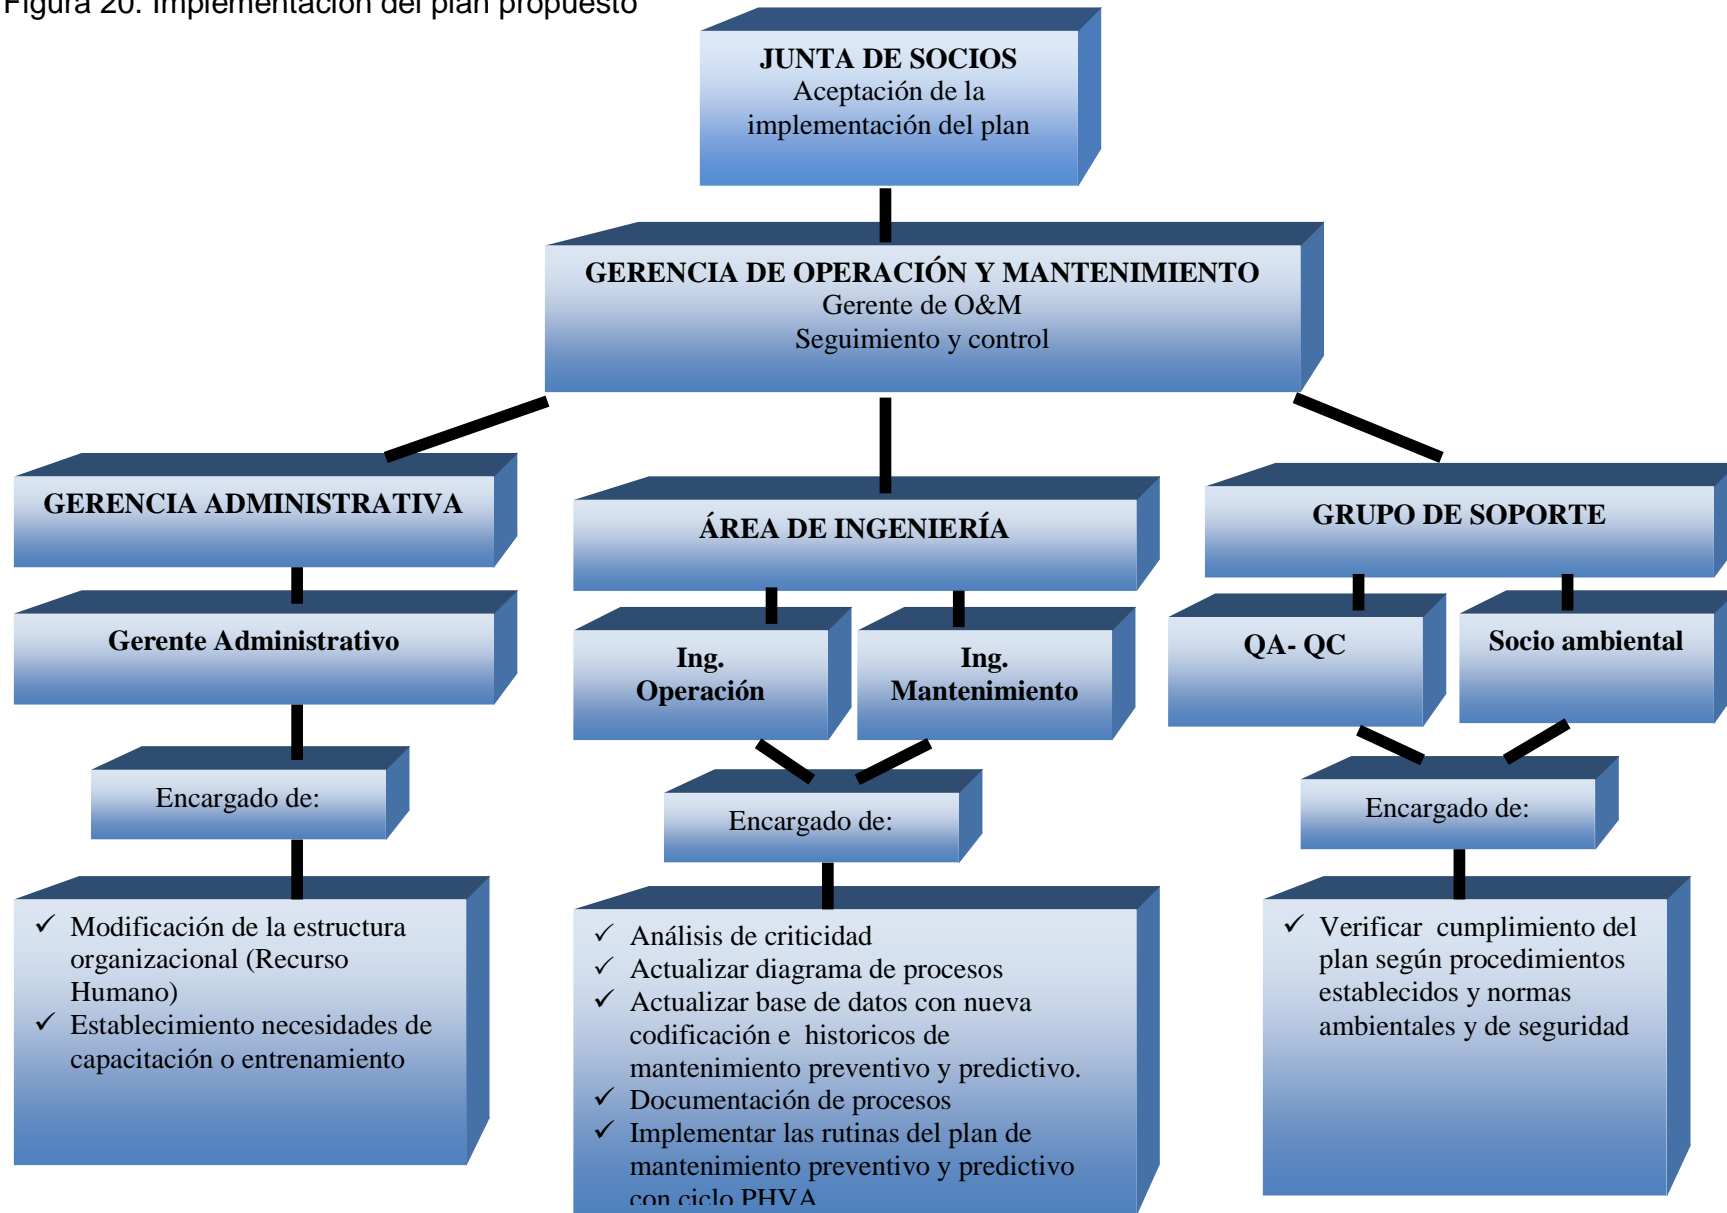 Figura 20. Implementación del plan propuesto
JUNTA DE SOCIOS
Aceptación de la
implementación del plan
GERENCIA DE OPERACIÓN Y MANTENIMIENTO
Gerente de O&M
Seguimiento y control
GERENCIA ADMINISTRATIVA
Gerente Administrativo
Encargado de:
✓ Modificación de la estructura
organizacional (Recurso
Humano)
✓ Establecimiento necesidades de
capacitación o entrenamiento
ÁREA DE INGENIERÍA
Ing.
Operación
Ing.
Mantenimiento
Encargado de:
✓ Análisis de criticidad
✓ Actualizar diagrama de procesos
✓ Actualizar base de datos con nueva
codificación e  historicos de
mantenimiento preventivo y predictivo.
✓ Documentación de procesos
✓ Implementar las rutinas del plan de
mantenimiento preventivo y predictivo
con ciclo PHVA
GRUPO DE SOPORTE
QA- QC
Socio ambiental
Encargado de:
✓ Verificar  cumplimiento del
plan según procedimientos
establecidos y normas
ambientales y de seguridad